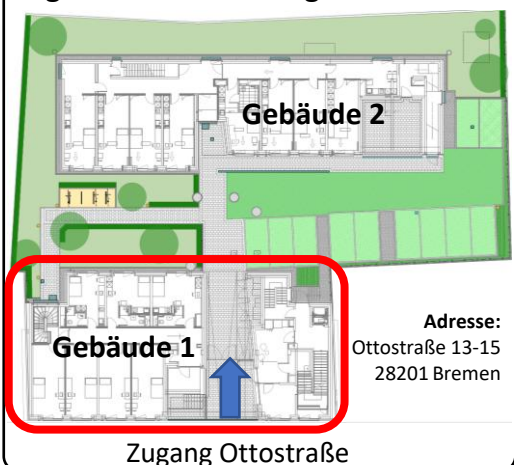 Gebäude 2
Gebäude 1
Adresse:
Ottostraße 13-15
28201 Bremen
Zugang Ottostraße